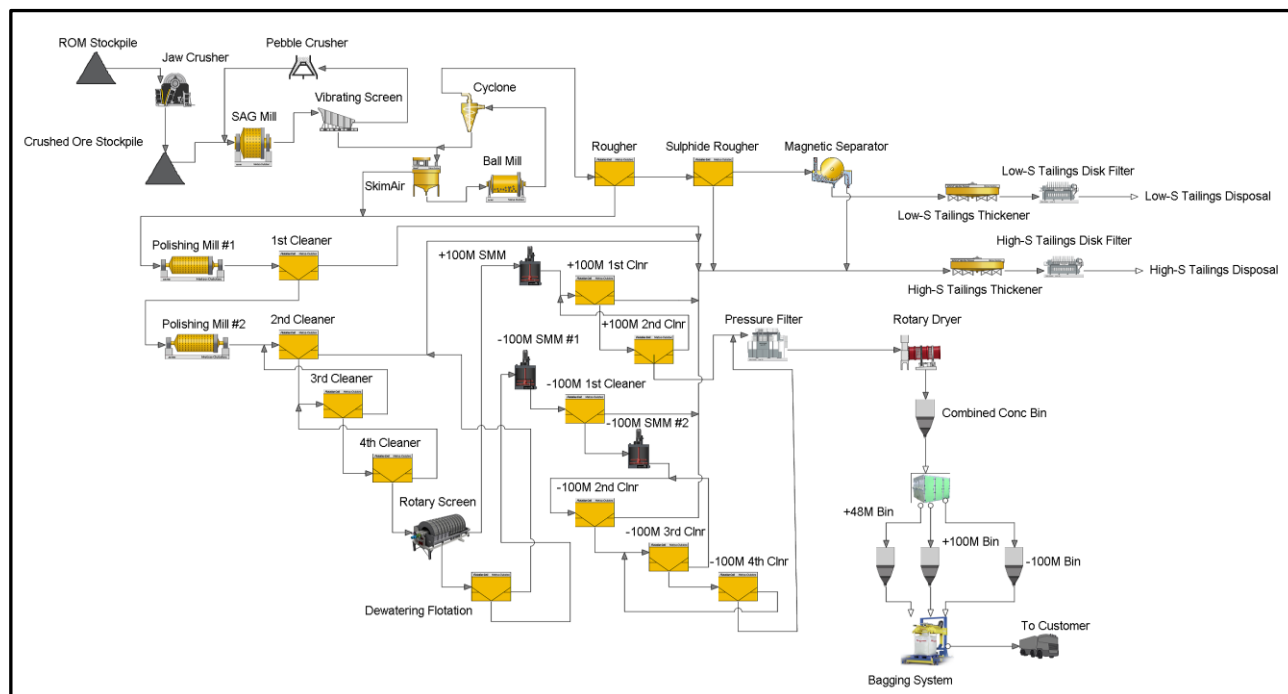 ROM Stockpile
Jaw Crusher
Pebble Crusher
Vibrating Screen
SAG Mill
Crushed Ore Stockpile
Cyclone
SkimAir
Ball Mill
Rougher
Sulphide Rougher
Magnetic Separator
Low-S Tailings Disk Filter
Low-S Tailings Disposal
Low-S Tailings Thickener
High-S Tailings Disk Filter
High-S Tailings Disposal
High-S Tailings Thickener
Polishing Mill #1
1st Cleaner
+100M SMM
+100M 1st Clnr
Polishing Mill #2
2nd Cleaner
+100M 2nd Clnr
-100M SMM #1
Pressure Filter
Rotary Dryer
3rd Cleaner
-100M 1st Cleaner
-100M SMM #2
Combined Conc Bin
4th Cleaner
-100M 2nd Clnr
Rotary Screen
-100M 3rd Clnr
-100M 4th Clnr
+48M Bin
+100M Bin
-100M Bin
Dewatering Flotation
To Customer
Bagging System